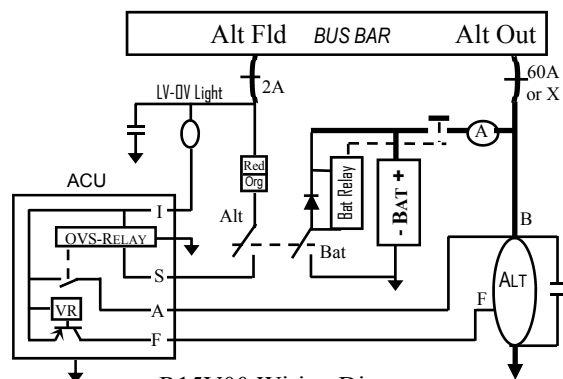 Alt Fld BUS BAR Alt Out
2A
60A
or X
LV-OV Light
A
Red
Org
Bat Relay
- BAT +
ACU
I
Alt
B
OVS-RELAY
Bat
S
ALT
A
F
VR
F